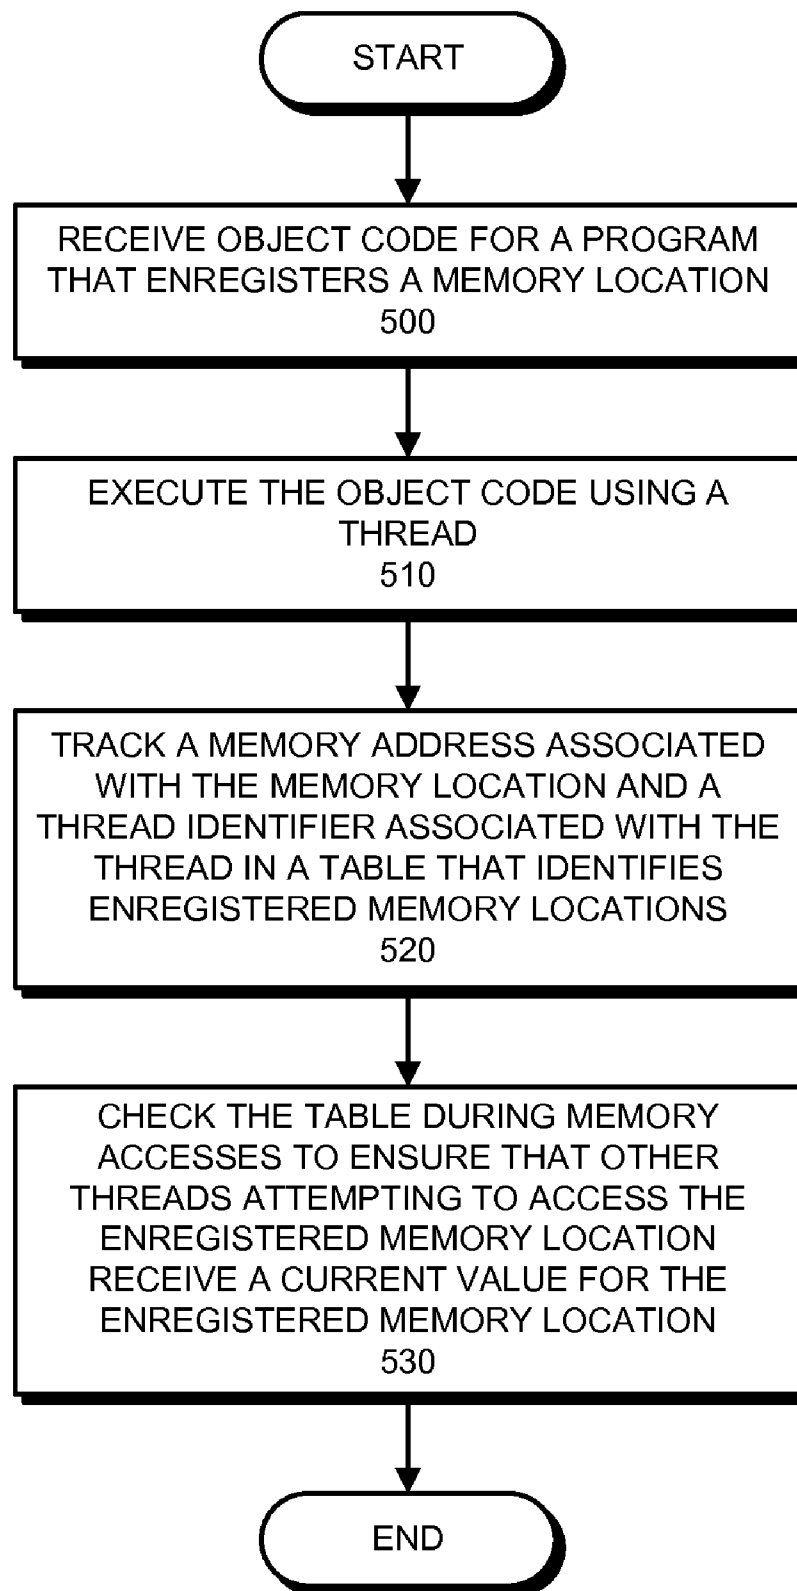 START
RECEIVE OBJECT CODE FOR A PROGRAM
THAT ENREGISTERS A MEMORY LOCATION
500
EXECUTE THE OBJECT CODE USING A
THREAD
510
TRACK A MEMORY ADDRESS ASSOCIATED
WITH THE MEMORY LOCATION AND A
THREAD IDENTIFIER ASSOCIATED WITH THE
THREAD IN A TABLE THAT IDENTIFIES
ENREGISTERED MEMORY LOCATIONS
520
CHECK THE TABLE DURING MEMORY
ACCESSES TO ENSURE THAT OTHER
THREADS ATTEMPTING TO ACCESS THE
ENREGISTERED MEMORY LOCATION
RECEIVE A CURRENT VALUE FOR THE
ENREGISTERED MEMORY LOCATION
530
END